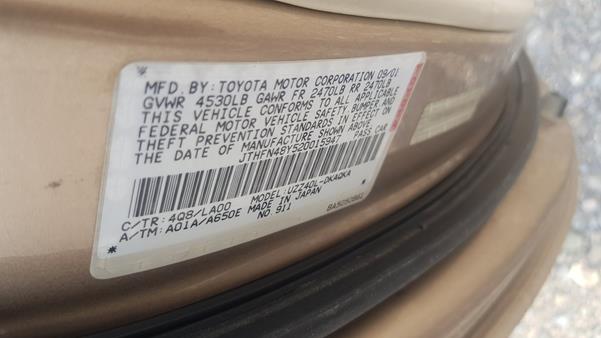 MFD. BY: TOYOTA MOTOR CORPORATION 09/01
GVWR 4530LB GAWR FR 2470LB RR 2470LB
THIS VEHICLE CONFORMS TO ALL APPLICABLE
FEDERAL MOTOR VEHICLE SAFETY, BUMPER AND
THEFT PREVENTION STANDARDS IN EFFECT ON
THE DATE OF MANUFACTURE SHOWN ABOVE.
JTHFN48Y520015947 PASS CAR
C/TR: 4Q8/LA00 MODEL: UZZ40L-DKAQKA
A/TM: A01A/A650E MADE IN JAPAN
NO 911